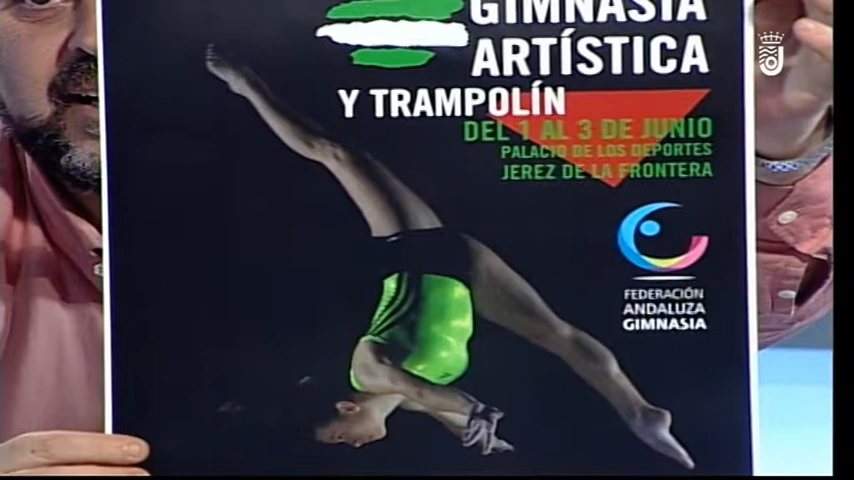 GIMNASIA
ARTÍSTICA
Y TRAMPOLÍN
DEL 1 AL 3 DE JUNIO
PALACIO DE LOS DEPORTES
JEREZ DE LA FRONTERA
FEDERACIÓN
ANDALUZA
GIMNASIA